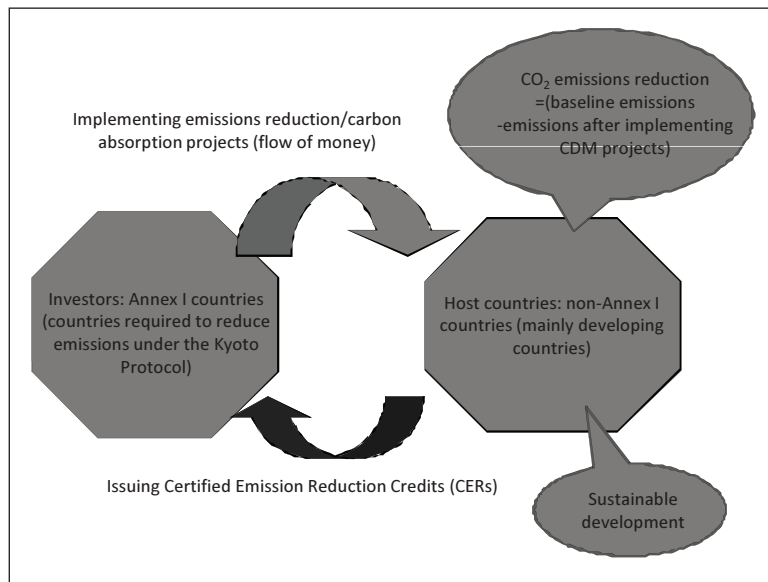 CO₂ emissions reduction
=(baseline emissions
-emissions after implementing
CDM projects)
Implementing emissions reduction/carbon
absorption projects (flow of money)
Investors: Annex I countries
(countries required to reduce
emissions under the Kyoto
Protocol)
Host countries: non-Annex I
countries (mainly developing
countries)
Issuing Certified Emission Reduction Credits (CERs)
Sustainable
development